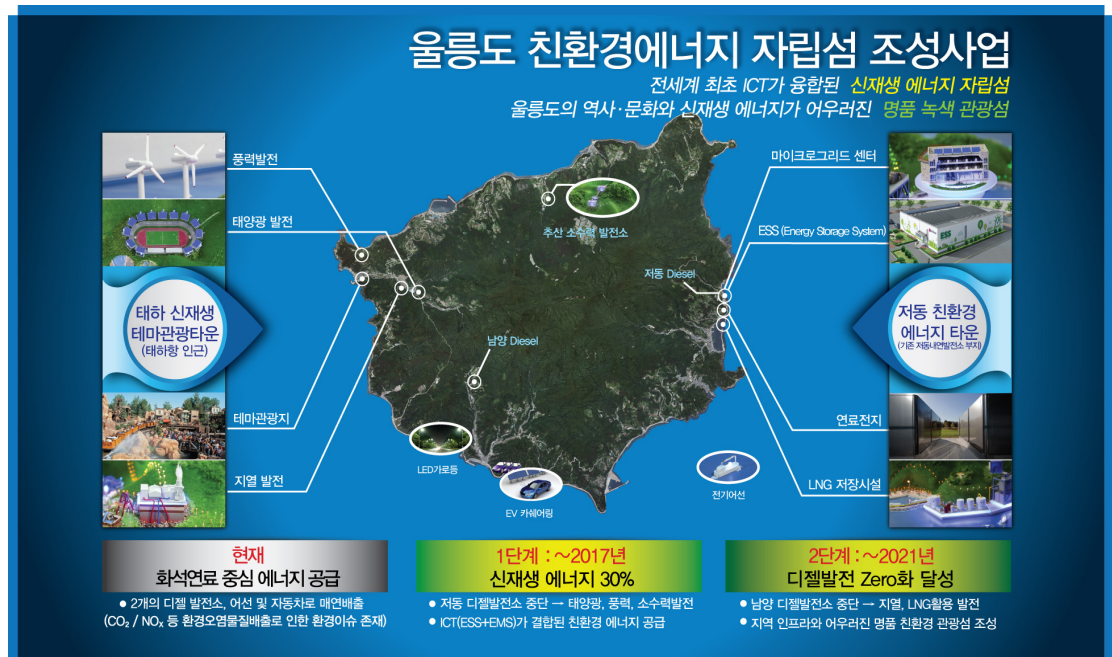 울릉도 친환경에너지 자립섬 조성사업
전세계 최초 ICT가 융합된 신재생 에너지 자립섬
울릉도의 역사·문화와 신재생 에너지가 어우러진 명품 녹색 관광섬
풍력발전
태양광 발전
태하 신재생
테마관광타운
(태하항 인근)
테마관광지
지열 발전
추산 소수력 발전소
저동 Diesel
남양 Diesel
LED가로등
EV 카쉐어링
전기어선
마이크로그리드 센터
ESS (Energy Storage System)
ESS
저동 친환경
에너지 타운
(기존 저동내연발전소 부지)
연료전지
LNG 저장시설
현재
화석연료 중심 에너지 공급
• 2개의 디젤 발전소, 어선 및 자동차로 매연배출
(CO₂ / NOₓ 등 환경오염물질배출로 인한 환경이슈 존재)
1단계 : ~2017년
신재생 에너지 30%
• 저동 디젤발전소 중단 → 태양광, 풍력, 소수력발전
• ICT(ESS+EMS)가 결합된 친환경 에너지 공급
2단계 : ~2021년
디젤발전 Zero화 달성
• 남양 디젤발전소 중단 → 지열, LNG활용 발전
• 지역 인프라와 어우러진 명품 친환경 관광섬 조성